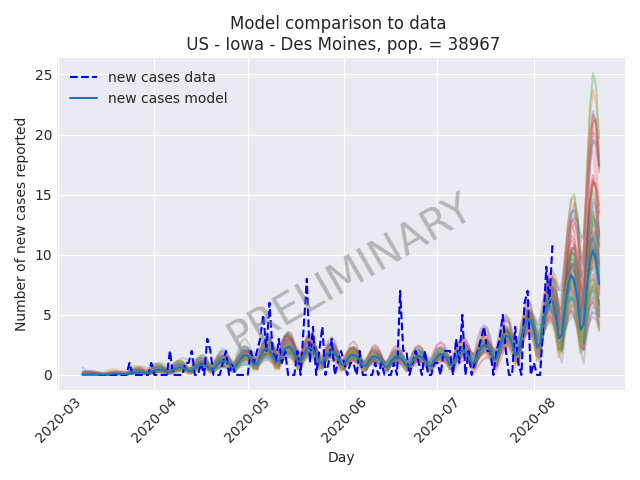 Model comparison to data
US - Iowa - Des Moines, pop. = 38967
new cases data
new cases model
PRELIMINARY
Number of new cases reported
25
20
15
10
5
0
2020-03
2020-04
2020-05
2020-06
2020-07
2020-08
Day